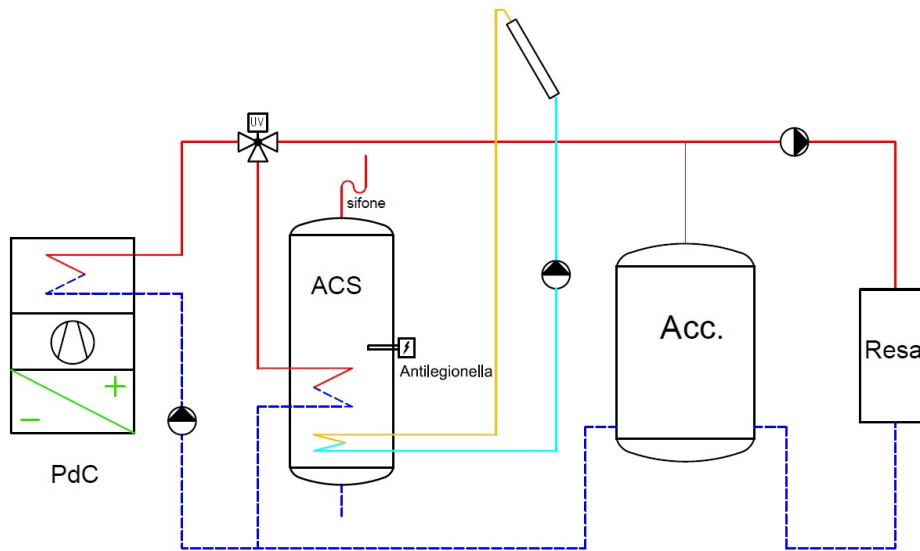 UV
sifone
ACS
Acc.
Resa
Antilegionella
+
−
PdC